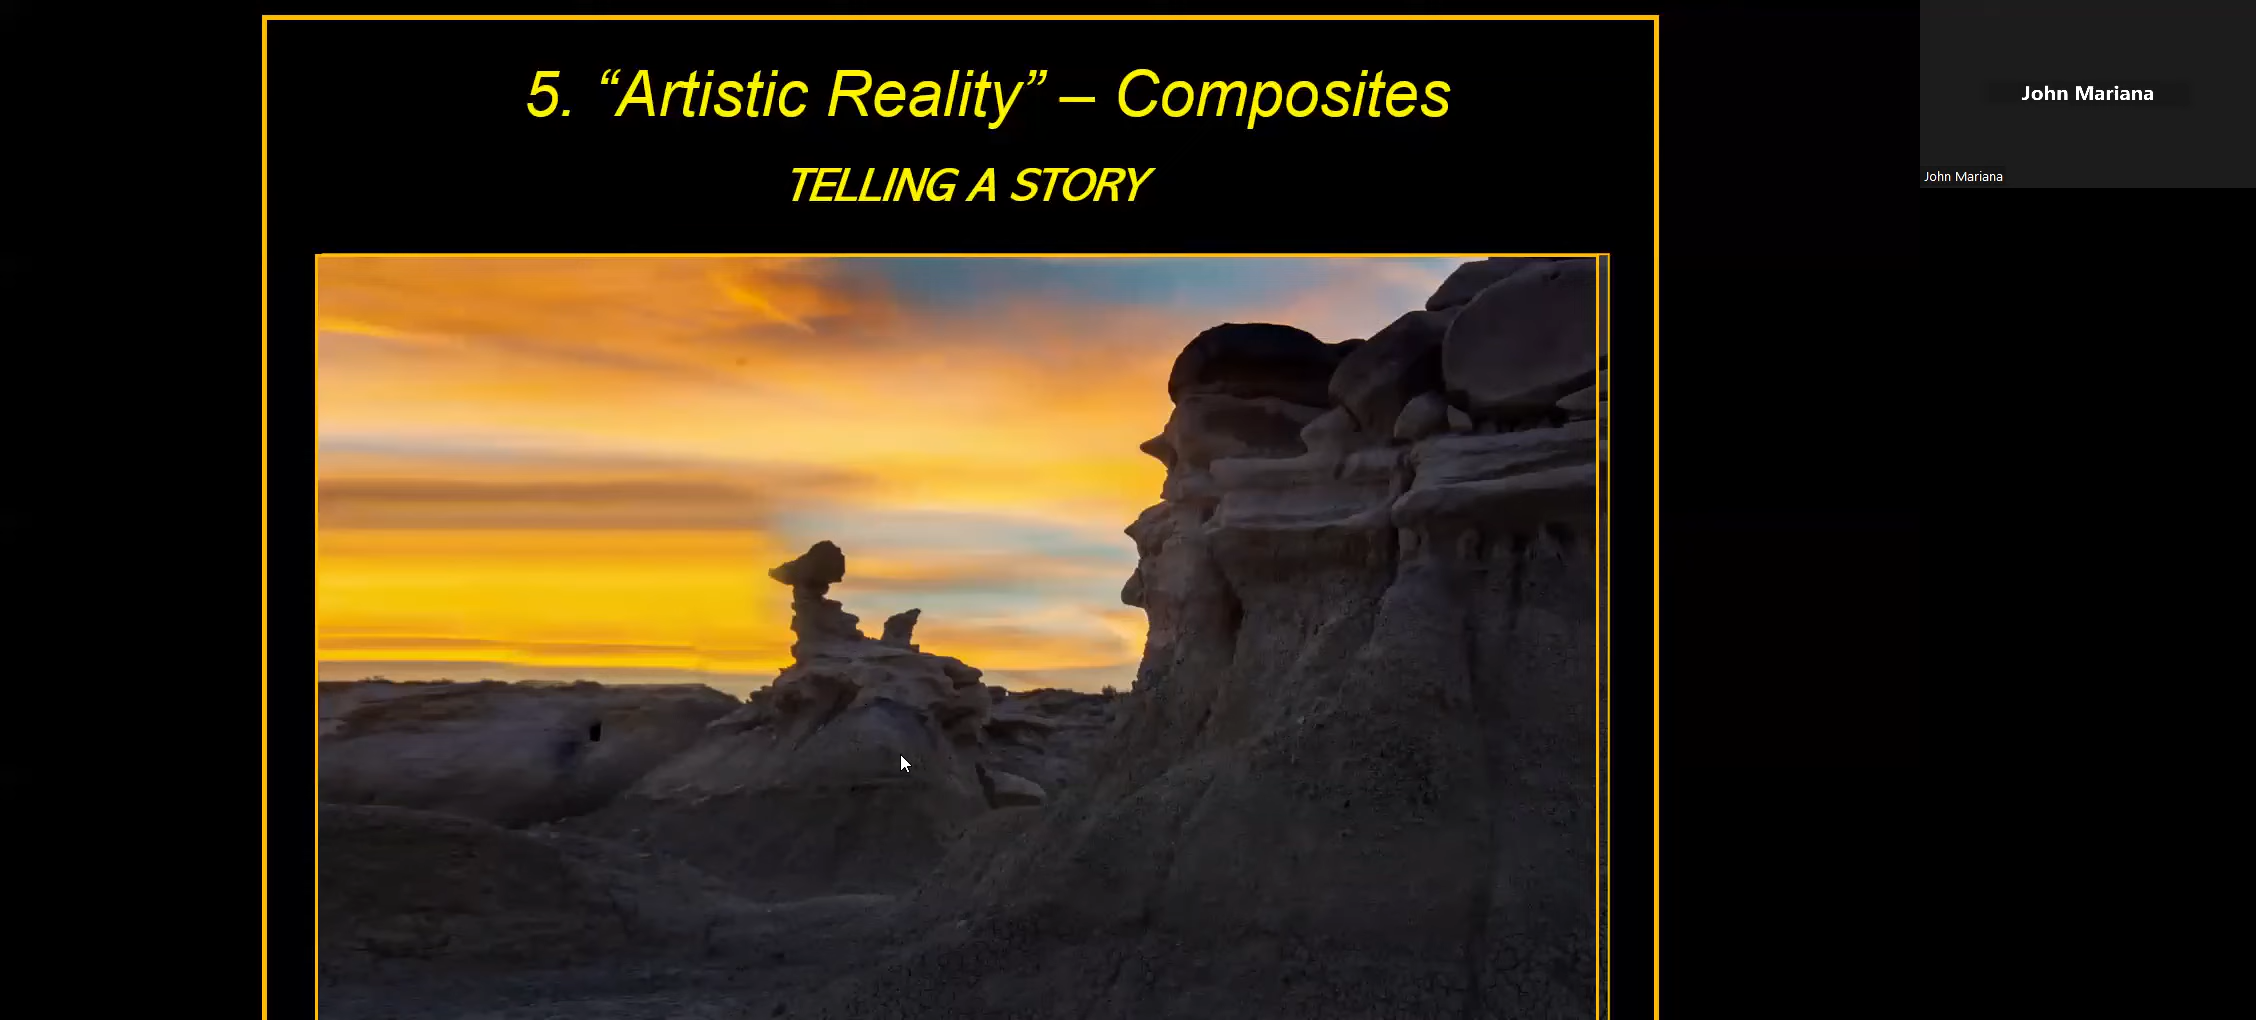 5. “Artistic Reality” – Composites
TELLING A STORY
John Mariana
John Mariana